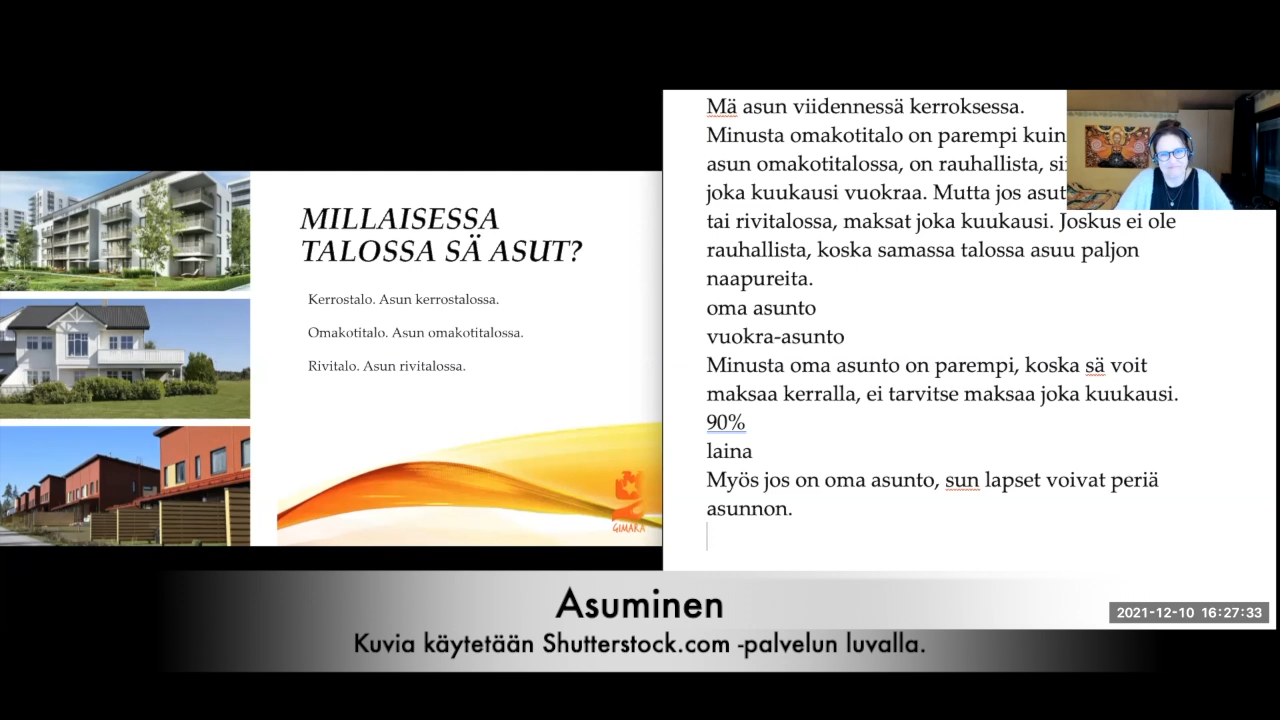 MILLAISESSA
TALOSSA SÄ ASUT?
Kerrostalo. Asun kerrostalossa.
Omakotitalo. Asun omakotitalossa.
Rivitalo. Asun rivitalossa.
GIMARA
Mä asun viidennessä kerroksessa.
Minusta omakotitalo on parempi kuin
asun omakotitalossa, on rauhallista,
joka kuukausi vuokraa. Mutta jos asut
tai rivitalossa, maksat joka kuukausi. Joskus ei ole
rauhallista, koska samassa talossa asuu paljon
naapureita.
oma asunto
vuokra-asunto
Minusta oma asunto on parempi, koska sä voit
maksaa kerralla, ei tarvitse maksaa joka kuukausi.
90%
laina
Myös jos on oma asunto, sun lapset voivat periä
asunnon.
Asuminen
Kuvia käytetään Shutterstock.com -palvelun luvalla.
2021-12-10 16:27:33